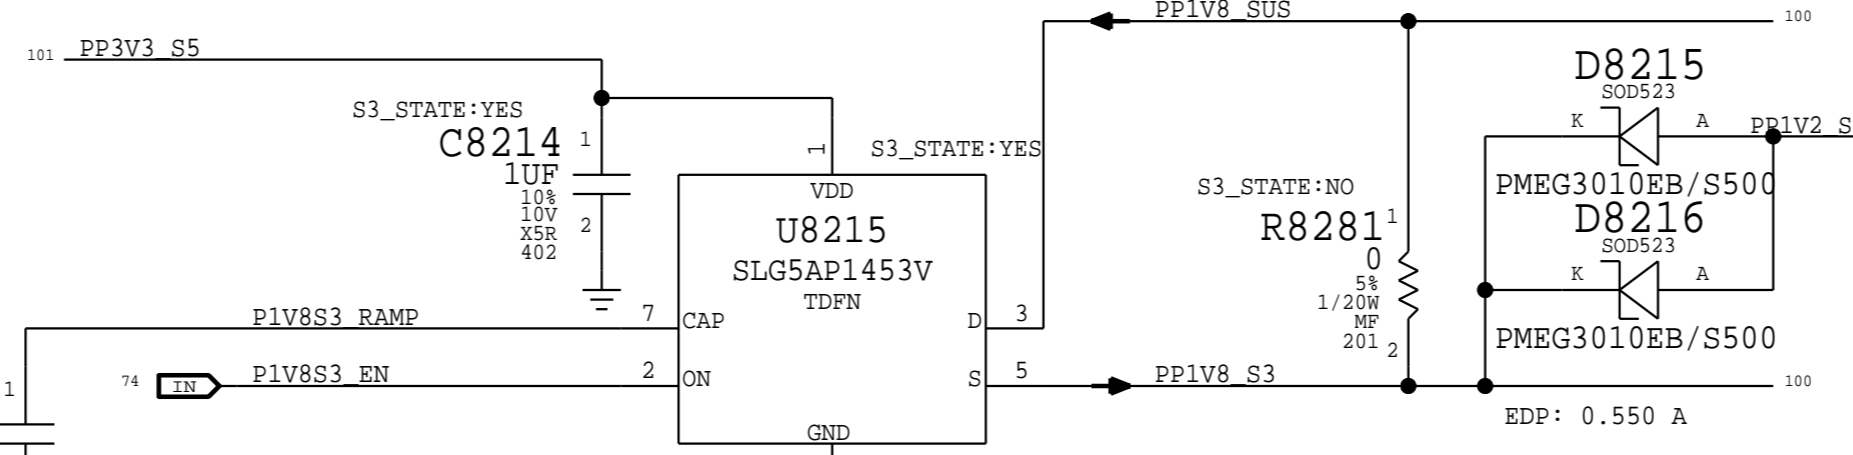 PP1V8_SUS
100
101
PP3V3_S5
D8215
SOD523
S3_STATE:YES
C8214
1
1UF
10%
10V
X5R
402
2
1
S3_STATE:YES
K
A
PP1V2_S
PMEG3010EB/S500
VDD
U8215
SLG5AP1453V
TDFN
S3_STATE:NO
R8281
1
0
5%
1/20W
MF
201
2
D8216
SOD523
K
A
PMEG3010EB/S500
P1V8S3_RAMP
7
CAP
D
3
74
IN
P1V8S3_EN
2
ON
S
5
PP1V8_S3
100
1
GND
EDP: 0.550 A